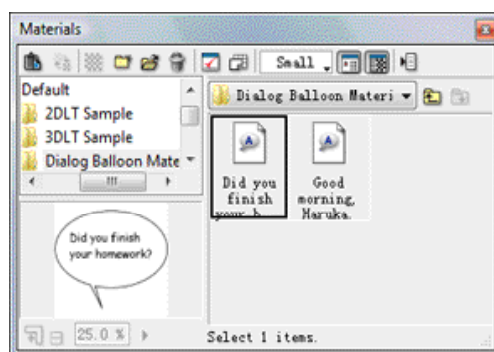 Materials
Small
Default
2DLT Sample
3DLT Sample
Dialog Balloon Mate
Dialog Balloon Materi
Did you
finish
your h...
Good
morning,
Haruka.
Did you finish
your homework?
25.0 %
Select 1 items.